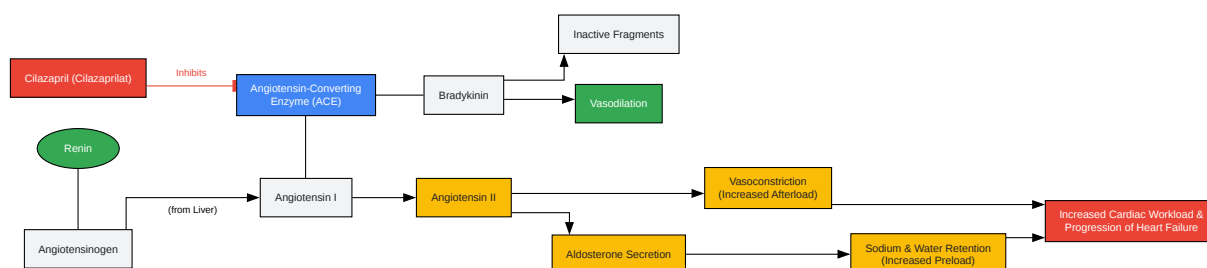 Inactive Fragments
Cilazapril (Cilazaprilat)
Inhibits
Angiotensin-Converting
Enzyme (ACE)
Bradykinin
Vasodilation
Renin
Angiotensin I
Angiotensin II
Vasoconstriction
(Increased Afterload)
(from Liver)
Angiotensinogen
Aldosterone Secretion
Sodium & Water Retention
(Increased Preload)
Increased Cardiac Workload &
Progression of Heart Failure